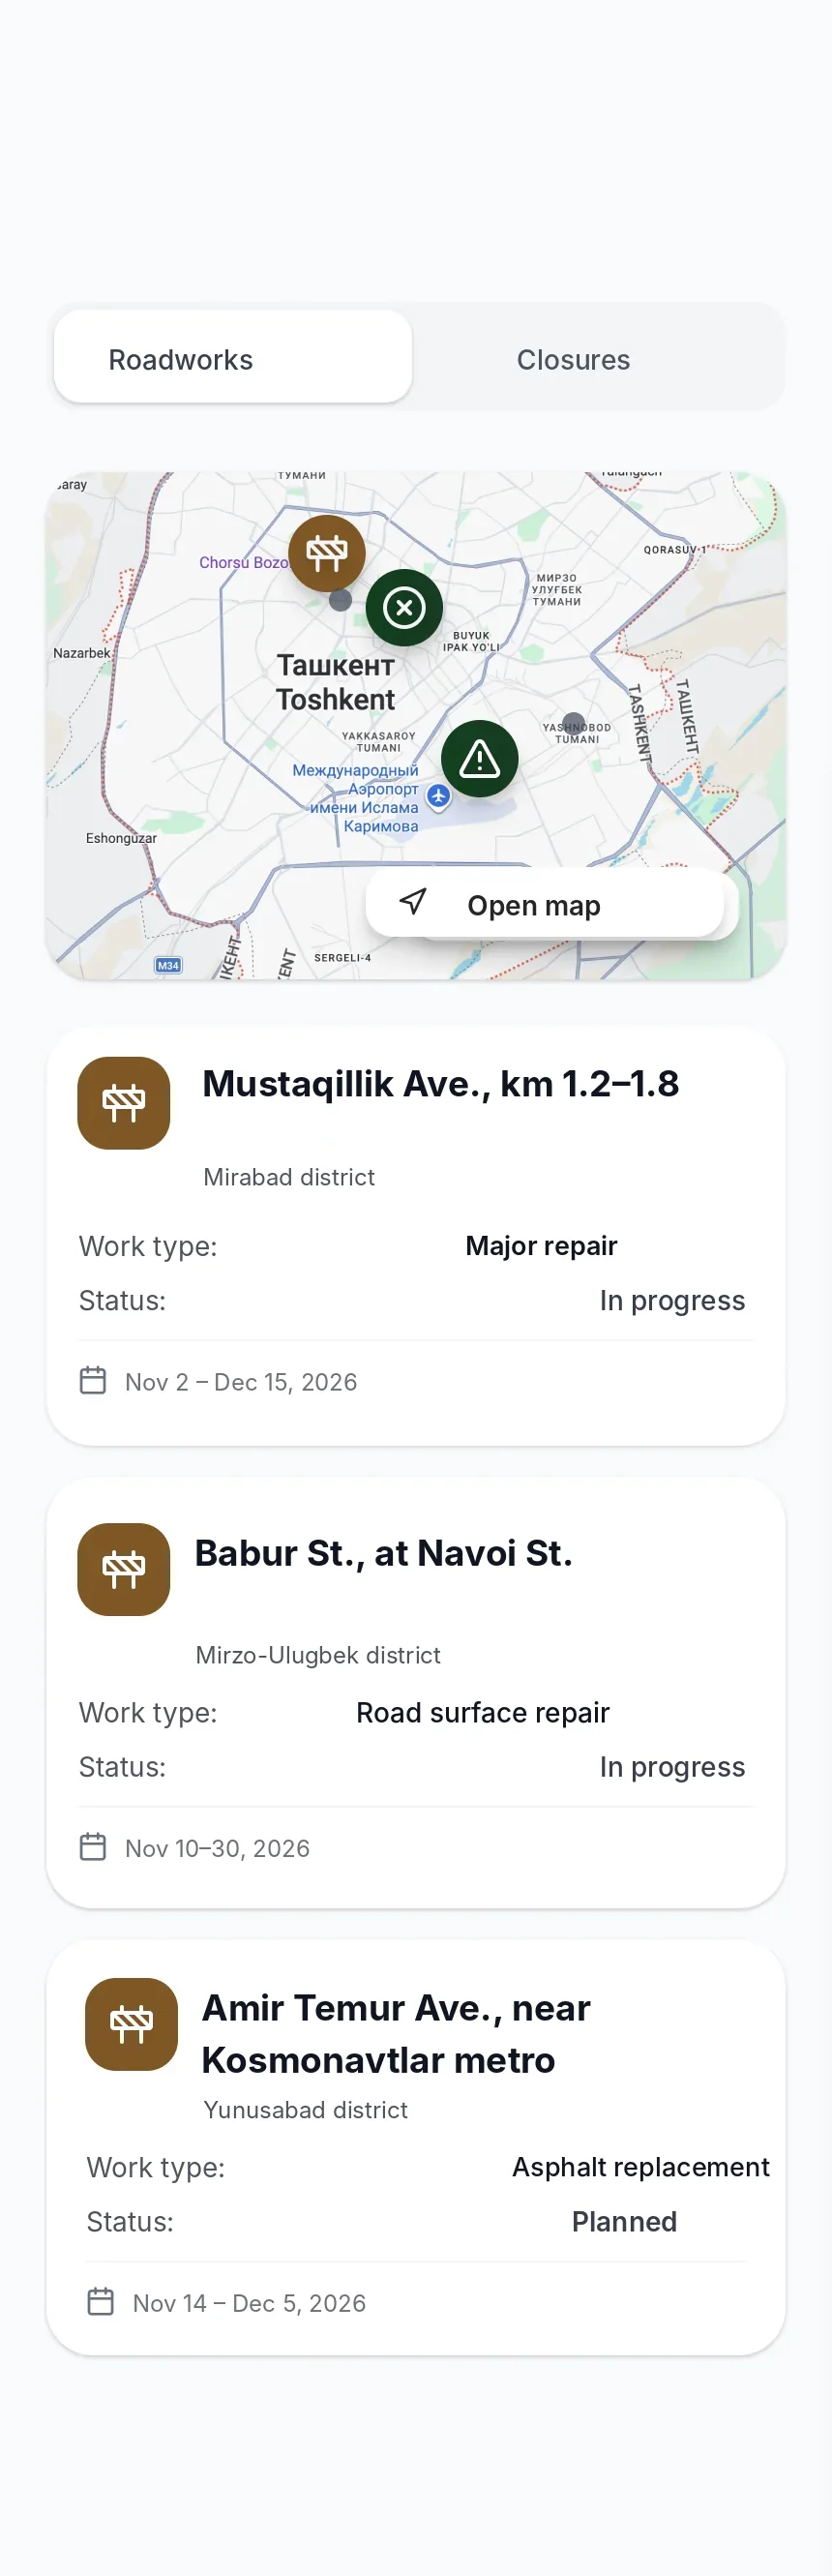 Roadworks
Closures
ТУМАНИ
QORASUV-1
Chorsu Bozo
МИРЗО
УЛУҒБЕК
ТУМАНИ
BUYUK
IPAK YO'LI
Nazarbek
Ташкент
Toshkent
TASHKENT
ТАШКЕНТ
YASHNOBOD
TUMANI
YAKKASAROY
TUMANI
Международный
Аэропорт
имени Ислама
Каримова
Eshonguzar
Open map
SERGELI-4
M34
Mustaqillik Ave., km 1.2–1.8
Mirabad district
Work type:
Major repair
Status:
In progress
Nov 2 – Dec 15, 2026
Babur St., at Navoi St.
Mirzo-Ulugbek district
Work type:
Road surface repair
Status:
In progress
Nov 10–30, 2026
Amir Temur Ave., near
Kosmonavtlar metro
Yunusabad district
Work type:
Asphalt replacement
Status:
Planned
Nov 14 – Dec 5, 2026